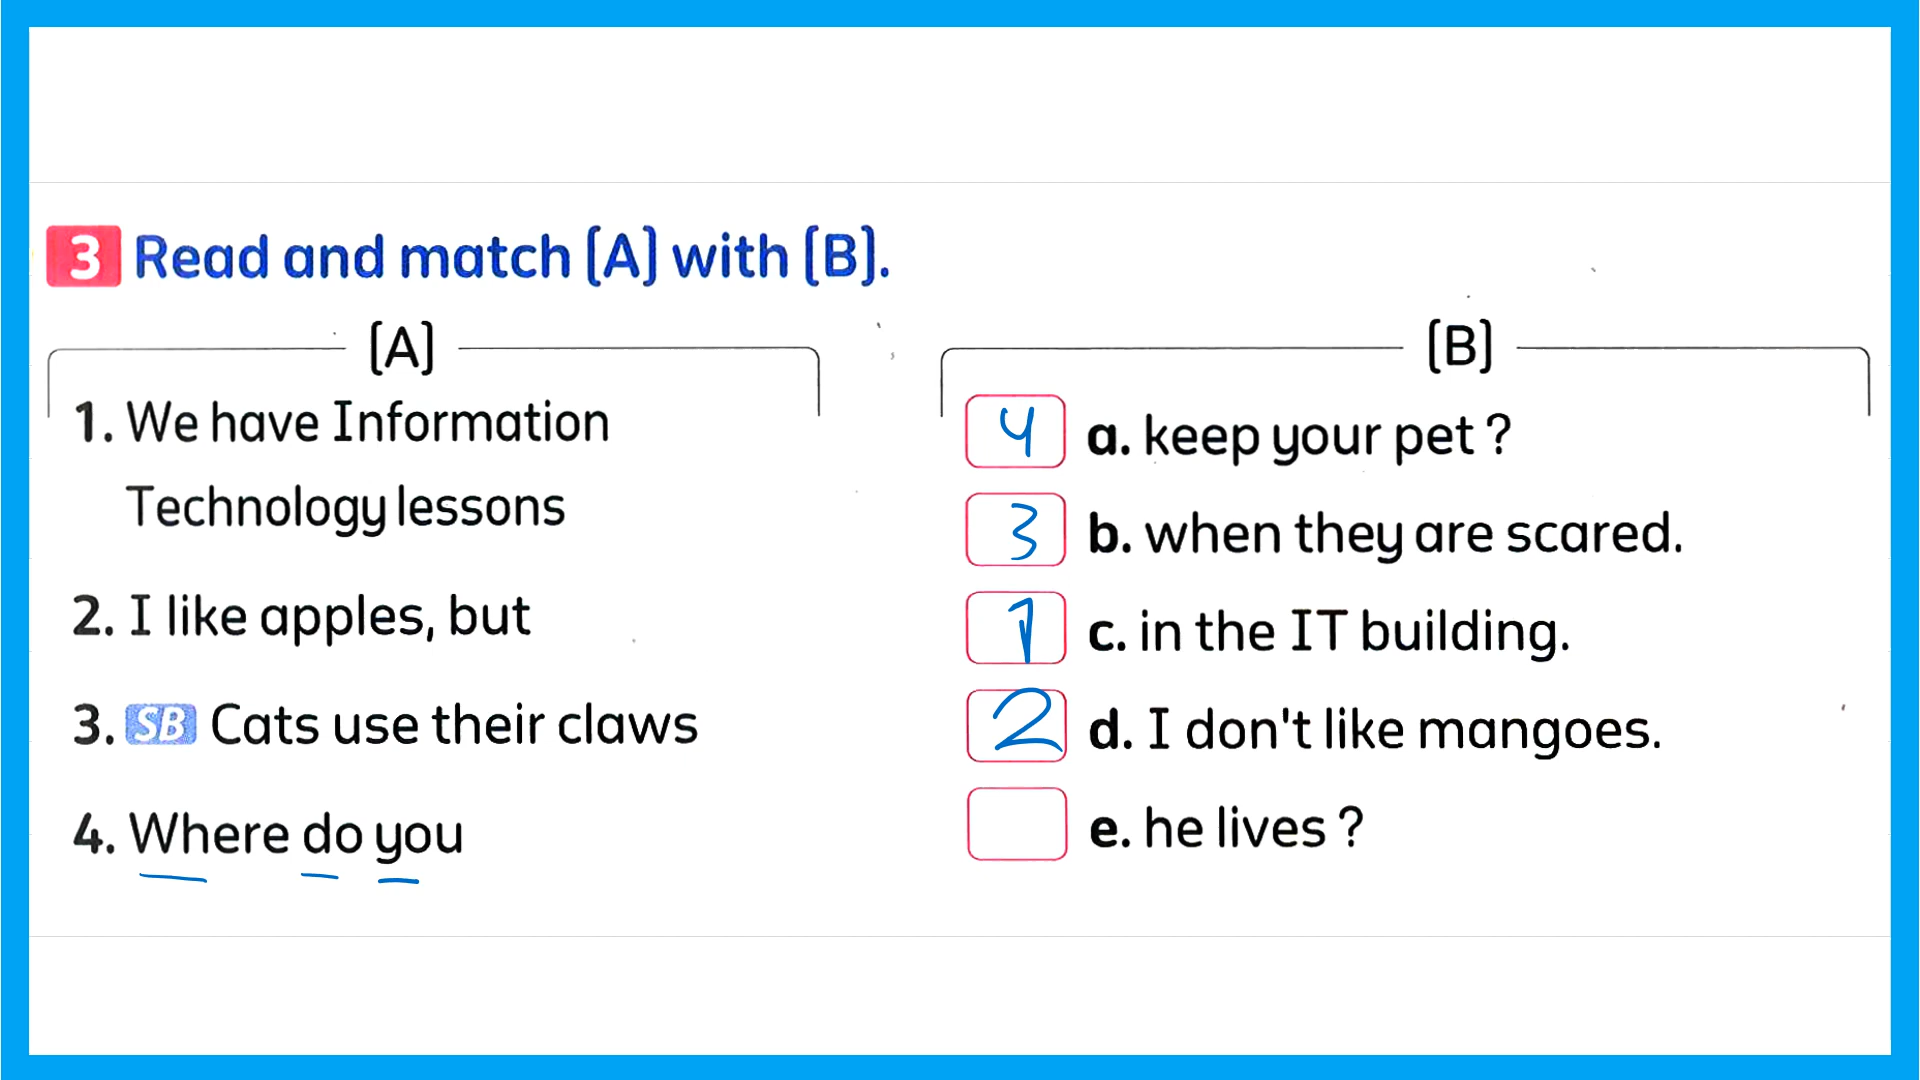 3 Read and match (A) with (B).
(A)
1. We have Information
Technology lessons
2. I like apples, but
3. SB Cats use their claws
4. Where do you
(B)
4 a. keep your pet ?
3 b. when they are scared.
1 c. in the IT building.
2 d. I don't like mangoes.
e. he lives ?